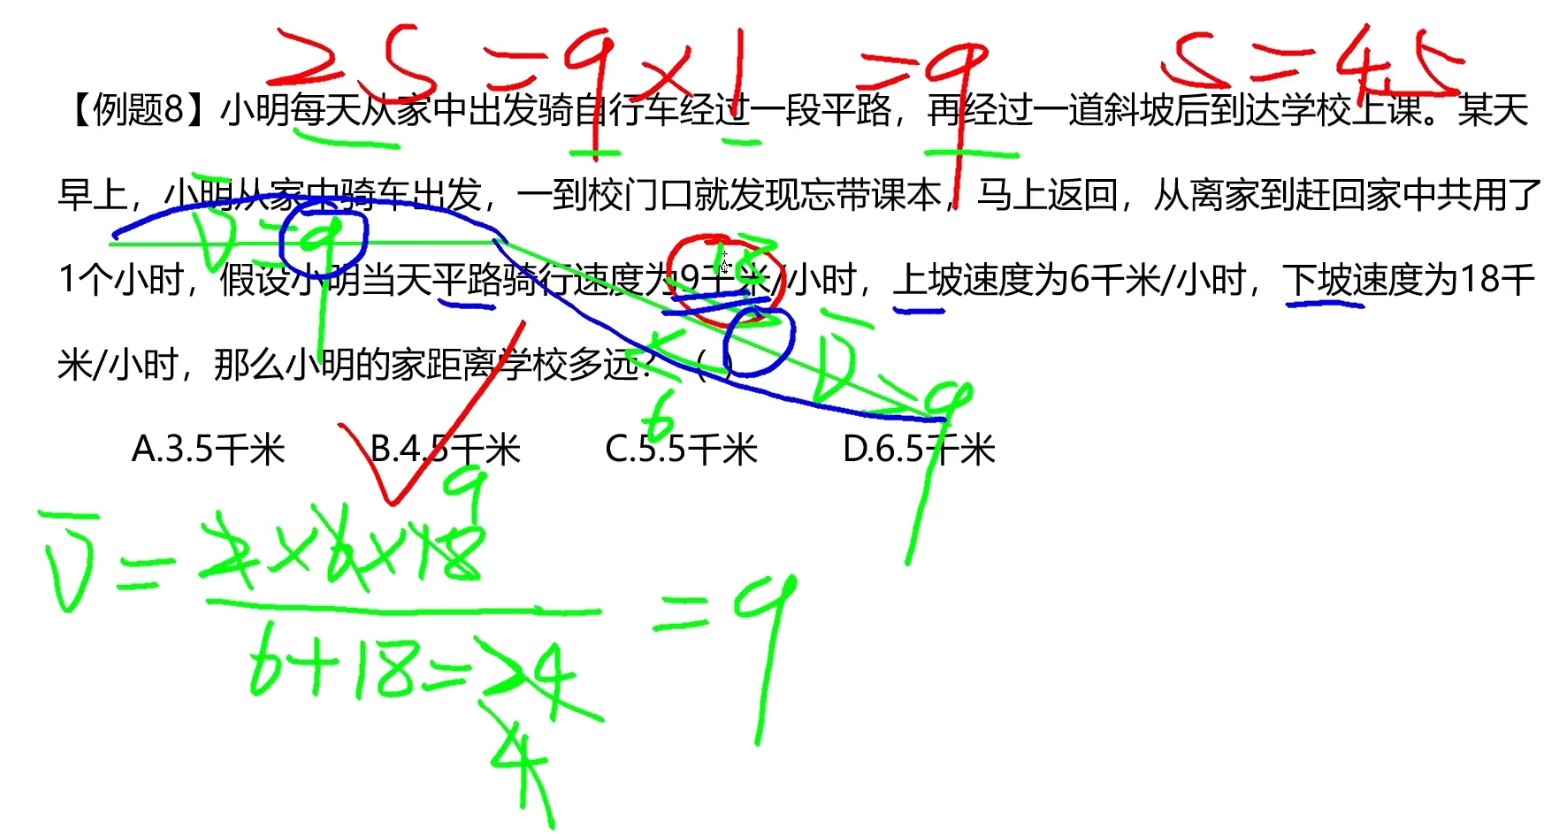 2S=9×1=9 S=4.5
【例题8】小明每天从家中出发骑自行车经过一段平路，再经过一道斜坡后到达学校上课。某天
早上，小明从家中骑车出发，一到校门口就发现忘带课本，马上返回，从离家到赶回家中共用了
V̄=9
18
1个小时，假设小明当天平路骑行速度为9千米/小时，上坡速度为6千米/小时，下坡速度为18千
米/小时，那么小明的家距离学校多远？（ ）
V̄=9
6
A.3.5千米 B.4.5千米 C.5.5千米 D.6.5千米
9
V̄=2×6×18
6+18=24
=9
4